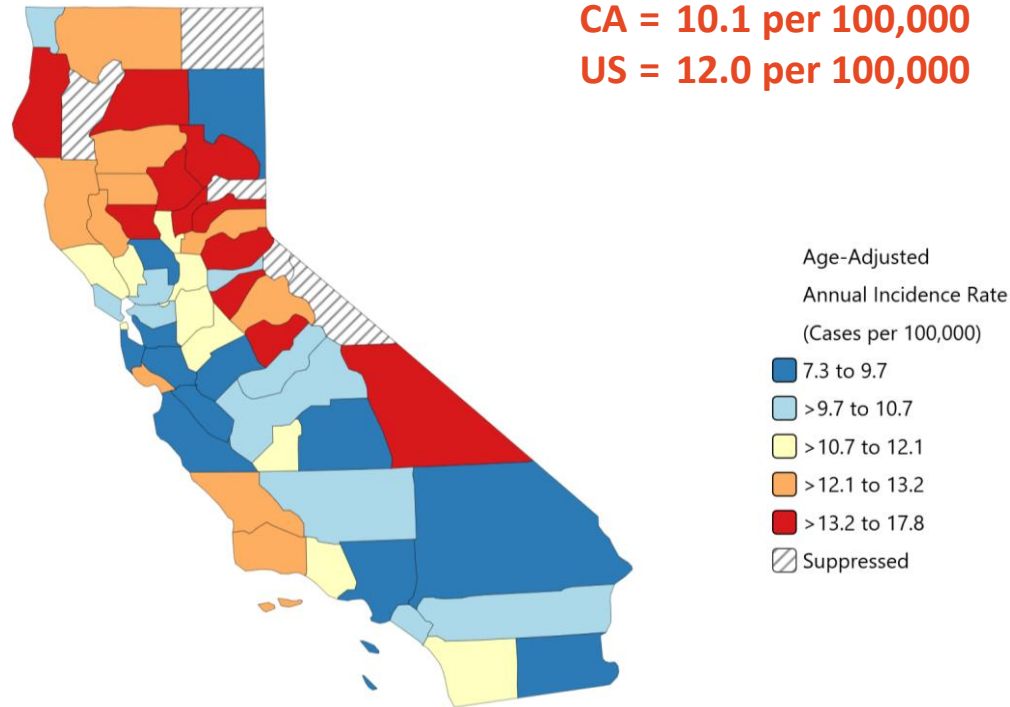 CA = 10.1 per 100,000
US = 12.0 per 100,000
Age-Adjusted
Annual Incidence Rate
(Cases per 100,000)
7.3 to 9.7
>9.7 to 10.7
>10.7 to 12.1
>12.1 to 13.2
>13.2 to 17.8
Suppressed